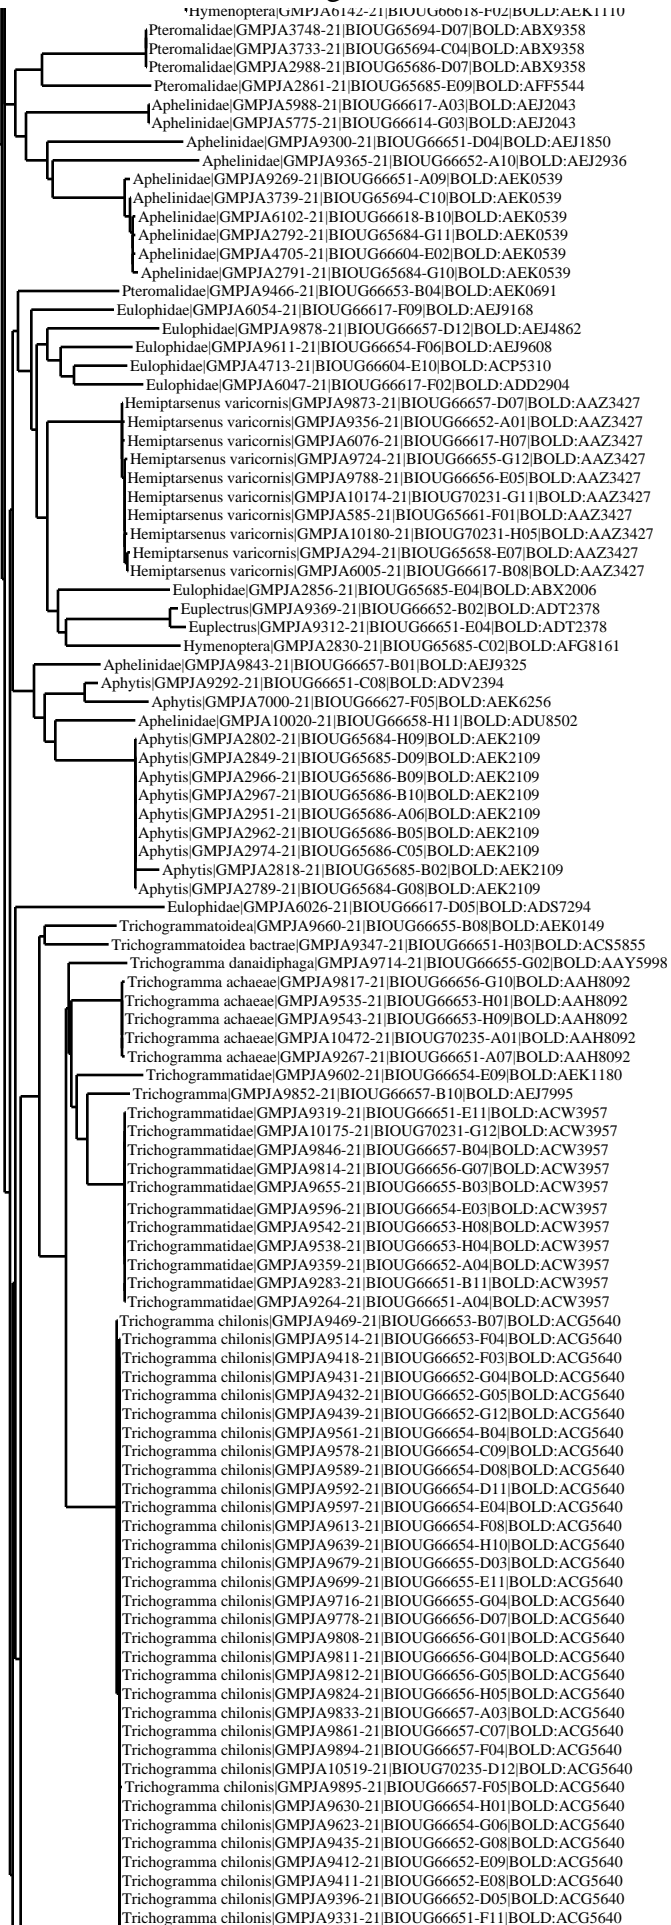 Hymenoptera|GMPJA6142-21|BIOUG66618-F02|BOLD:AEK1110
Pteromalidae|GMPJA3748-21|BIOUG65694-D07|BOLD:ABX9358
Pteromalidae|GMPJA3733-21|BIOUG65694-C04|BOLD:ABX9358
Pteromalidae|GMPJA2988-21|BIOUG65686-D07|BOLD:ABX9358
Pteromalidae|GMPJA2861-21|BIOUG65685-E09|BOLD:AFF5544
Aphelinidae|GMPJA5988-21|BIOUG66617-A03|BOLD:AEJ2043
Aphelinidae|GMPJA5775-21|BIOUG66614-G03|BOLD:AEJ2043
Aphelinidae|GMPJA9300-21|BIOUG66651-D04|BOLD:AEJ1850
Aphelinidae|GMPJA9365-21|BIOUG66652-A10|BOLD:AEJ2936
Aphelinidae|GMPJA9269-21|BIOUG66651-A09|BOLD:AEK0539
Aphelinidae|GMPJA3739-21|BIOUG65694-C10|BOLD:AEK0539
Aphelinidae|GMPJA6102-21|BIOUG66618-B10|BOLD:AEK0539
Aphelinidae|GMPJA2792-21|BIOUG65684-G11|BOLD:AEK0539
Aphelinidae|GMPJA4705-21|BIOUG66604-E02|BOLD:AEK0539
Aphelinidae|GMPJA2791-21|BIOUG65684-G10|BOLD:AEK0539
Pteromalidae|GMPJA9466-21|BIOUG66653-B04|BOLD:AEK0691
Eulophidae|GMPJA6054-21|BIOUG66617-F09|BOLD:AEJ9168
Eulophidae|GMPJA9878-21|BIOUG66657-D12|BOLD:AEJ4862
Eulophidae|GMPJA9611-21|BIOUG66654-F06|BOLD:AEJ9608
Eulophidae|GMPJA4713-21|BIOUG66604-E10|BOLD:ACP5310
Eulophidae|GMPJA6047-21|BIOUG66617-F02|BOLD:ADD2904
Hemiptarsenus varicornis|GMPJA9873-21|BIOUG66657-D07|BOLD:AAZ3427
Hemiptarsenus varicornis|GMPJA9356-21|BIOUG66652-A01|BOLD:AAZ3427
Hemiptarsenus varicornis|GMPJA6076-21|BIOUG66617-H07|BOLD:AAZ3427
Hemiptarsenus varicornis|GMPJA9724-21|BIOUG66655-G12|BOLD:AAZ3427
Hemiptarsenus varicornis|GMPJA9788-21|BIOUG66656-E05|BOLD:AAZ3427
Hemiptarsenus varicornis|GMPJA10174-21|BIOUG70231-G11|BOLD:AAZ3427
Hemiptarsenus varicornis|GMPJA585-21|BIOUG65661-F01|BOLD:AAZ3427
Hemiptarsenus varicornis|GMPJA10180-21|BIOUG70231-H05|BOLD:AAZ3427
Hemiptarsenus varicornis|GMPJA294-21|BIOUG65658-E07|BOLD:AAZ3427
Hemiptarsenus varicornis|GMPJA6005-21|BIOUG66617-B08|BOLD:AAZ3427
Eulophidae|GMPJA2856-21|BIOUG65685-E04|BOLD:ABX2006
Euplectrus|GMPJA9369-21|BIOUG66652-B02|BOLD:ADT2378
Euplectrus|GMPJA9312-21|BIOUG66651-E04|BOLD:ADT2378
Hymenoptera|GMPJA2830-21|BIOUG65685-C02|BOLD:AFG8161
Aphelinidae|GMPJA9843-21|BIOUG66657-B01|BOLD:AEJ9325
Aphytis|GMPJA9292-21|BIOUG66651-C08|BOLD:ADV2394
Aphytis|GMPJA7000-21|BIOUG66627-F05|BOLD:AEK6256
Aphelinidae|GMPJA10020-21|BIOUG66658-H11|BOLD:ADU8502
Aphytis|GMPJA2802-21|BIOUG65684-H09|BOLD:AEK2109
Aphytis|GMPJA2849-21|BIOUG65685-D09|BOLD:AEK2109
Aphytis|GMPJA2966-21|BIOUG65686-B09|BOLD:AEK2109
Aphytis|GMPJA2967-21|BIOUG65686-B10|BOLD:AEK2109
Aphytis|GMPJA2951-21|BIOUG65686-A06|BOLD:AEK2109
Aphytis|GMPJA2962-21|BIOUG65686-B05|BOLD:AEK2109
Aphytis|GMPJA2974-21|BIOUG65686-C05|BOLD:AEK2109
Aphytis|GMPJA2818-21|BIOUG65685-B02|BOLD:AEK2109
Aphytis|GMPJA2789-21|BIOUG65684-G08|BOLD:AEK2109
Eulophidae|GMPJA6026-21|BIOUG66617-D05|BOLD:ADS7294
Trichogrammatoidea|GMPJA9660-21|BIOUG66655-B08|BOLD:AEK0149
Trichogrammatoidea bactrae|GMPJA9347-21|BIOUG66651-H03|BOLD:ACS5855
Trichogramma danaidiphaga|GMPJA9714-21|BIOUG66655-G02|BOLD:AAY5998
Trichogramma achaeae|GMPJA9817-21|BIOUG66656-G10|BOLD:AAH8092
Trichogramma achaeae|GMPJA9535-21|BIOUG66653-H01|BOLD:AAH8092
Trichogramma achaeae|GMPJA9543-21|BIOUG66653-H09|BOLD:AAH8092
Trichogramma achaeae|GMPJA10472-21|BIOUG70235-A01|BOLD:AAH8092
Trichogramma achaeae|GMPJA9267-21|BIOUG66651-A07|BOLD:AAH8092
Trichogrammatidae|GMPJA9602-21|BIOUG66654-E09|BOLD:AEK1180
Trichogramma|GMPJA9852-21|BIOUG66657-B10|BOLD:AEJ7995
Trichogrammatidae|GMPJA9319-21|BIOUG66651-E11|BOLD:ACW3957
Trichogrammatidae|GMPJA10175-21|BIOUG70231-G12|BOLD:ACW3957
Trichogrammatidae|GMPJA9846-21|BIOUG66657-B04|BOLD:ACW3957
Trichogrammatidae|GMPJA9814-21|BIOUG66656-G07|BOLD:ACW3957
Trichogrammatidae|GMPJA9655-21|BIOUG66655-B03|BOLD:ACW3957
Trichogrammatidae|GMPJA9596-21|BIOUG66654-E03|BOLD:ACW3957
Trichogrammatidae|GMPJA9542-21|BIOUG66653-H08|BOLD:ACW3957
Trichogrammatidae|GMPJA9538-21|BIOUG66653-H04|BOLD:ACW3957
Trichogrammatidae|GMPJA9359-21|BIOUG66652-A04|BOLD:ACW3957
Trichogrammatidae|GMPJA9283-21|BIOUG66651-B11|BOLD:ACW3957
Trichogrammatidae|GMPJA9264-21|BIOUG66651-A04|BOLD:ACW3957
Trichogramma chilonis|GMPJA9469-21|BIOUG66653-B07|BOLD:ACG5640
Trichogramma chilonis|GMPJA9514-21|BIOUG66653-F04|BOLD:ACG5640
Trichogramma chilonis|GMPJA9418-21|BIOUG66652-F03|BOLD:ACG5640
Trichogramma chilonis|GMPJA9431-21|BIOUG66652-G04|BOLD:ACG5640
Trichogramma chilonis|GMPJA9432-21|BIOUG66652-G05|BOLD:ACG5640
Trichogramma chilonis|GMPJA9439-21|BIOUG66652-G12|BOLD:ACG5640
Trichogramma chilonis|GMPJA9561-21|BIOUG66654-B04|BOLD:ACG5640
Trichogramma chilonis|GMPJA9578-21|BIOUG66654-C09|BOLD:ACG5640
Trichogramma chilonis|GMPJA9589-21|BIOUG66654-D08|BOLD:ACG5640
Trichogramma chilonis|GMPJA9592-21|BIOUG66654-D11|BOLD:ACG5640
Trichogramma chilonis|GMPJA9597-21|BIOUG66654-E04|BOLD:ACG5640
Trichogramma chilonis|GMPJA9613-21|BIOUG66654-F08|BOLD:ACG5640
Trichogramma chilonis|GMPJA9639-21|BIOUG66654-H10|BOLD:ACG5640
Trichogramma chilonis|GMPJA9679-21|BIOUG66655-D03|BOLD:ACG5640
Trichogramma chilonis|GMPJA9699-21|BIOUG66655-E11|BOLD:ACG5640
Trichogramma chilonis|GMPJA9716-21|BIOUG66655-G04|BOLD:ACG5640
Trichogramma chilonis|GMPJA9778-21|BIOUG66656-D07|BOLD:ACG5640
Trichogramma chilonis|GMPJA9808-21|BIOUG66656-G01|BOLD:ACG5640
Trichogramma chilonis|GMPJA9811-21|BIOUG66656-G04|BOLD:ACG5640
Trichogramma chilonis|GMPJA9812-21|BIOUG66656-G05|BOLD:ACG5640
Trichogramma chilonis|GMPJA9824-21|BIOUG66656-H05|BOLD:ACG5640
Trichogramma chilonis|GMPJA9833-21|BIOUG66657-A03|BOLD:ACG5640
Trichogramma chilonis|GMPJA9861-21|BIOUG66657-C07|BOLD:ACG5640
Trichogramma chilonis|GMPJA9894-21|BIOUG66657-F04|BOLD:ACG5640
Trichogramma chilonis|GMPJA10519-21|BIOUG70235-D12|BOLD:ACG5640
Trichogramma chilonis|GMPJA9895-21|BIOUG66657-F05|BOLD:ACG5640
Trichogramma chilonis|GMPJA9630-21|BIOUG66654-H01|BOLD:ACG5640
Trichogramma chilonis|GMPJA9623-21|BIOUG66654-G06|BOLD:ACG5640
Trichogramma chilonis|GMPJA9435-21|BIOUG66652-G08|BOLD:ACG5640
Trichogramma chilonis|GMPJA9412-21|BIOUG66652-E09|BOLD:ACG5640
Trichogramma chilonis|GMPJA9411-21|BIOUG66652-E08|BOLD:ACG5640
Trichogramma chilonis|GMPJA9396-21|BIOUG66652-D05|BOLD:ACG5640
Trichogramma chilonis|GMPJA9331-21|BIOUG66651-F11|BOLD:ACG5640